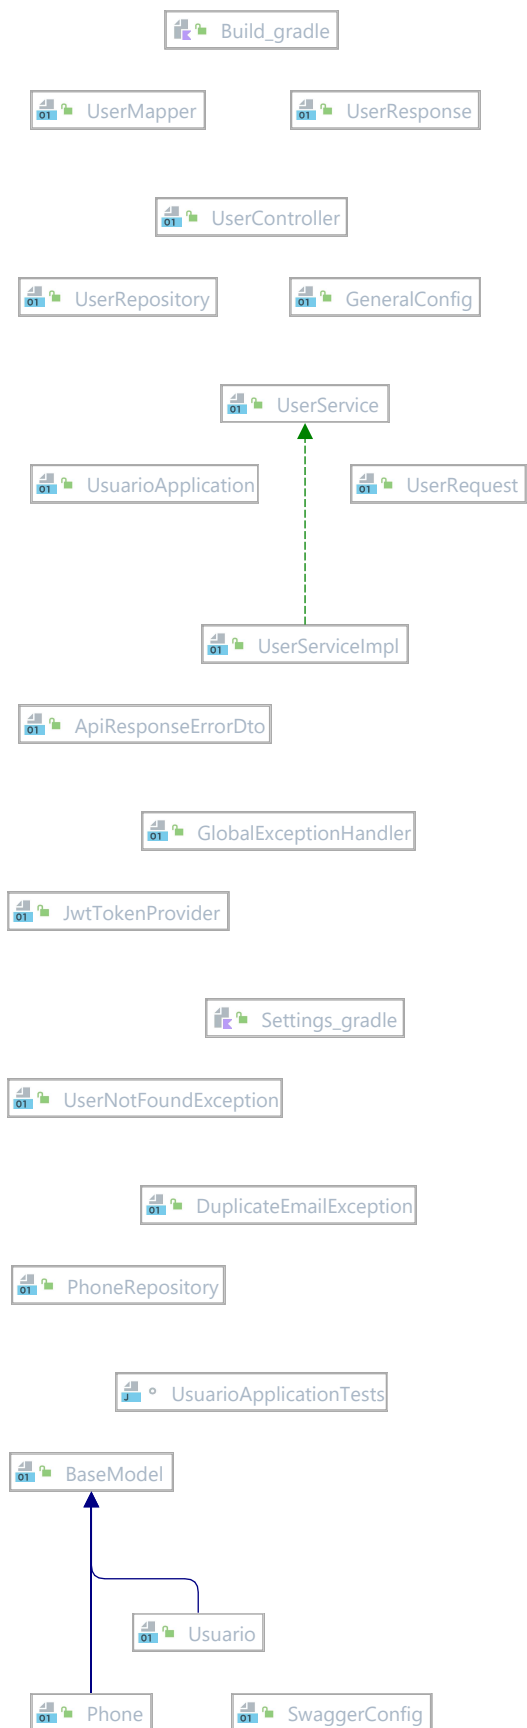 Build_gradle
UserMapper
UserResponse
UserController
UserRepository
GeneralConfig
UserService
UsuarioApplication
UserRequest
UserServiceImpl
ApiResponseErrorDto
GlobalExceptionHandler
JwtTokenProvider
Settings_gradle
UserNotFoundException
DuplicateEmailException
PhoneRepository
UsuarioApplicationTests
BaseModel
Usuario
Phone
SwaggerConfig